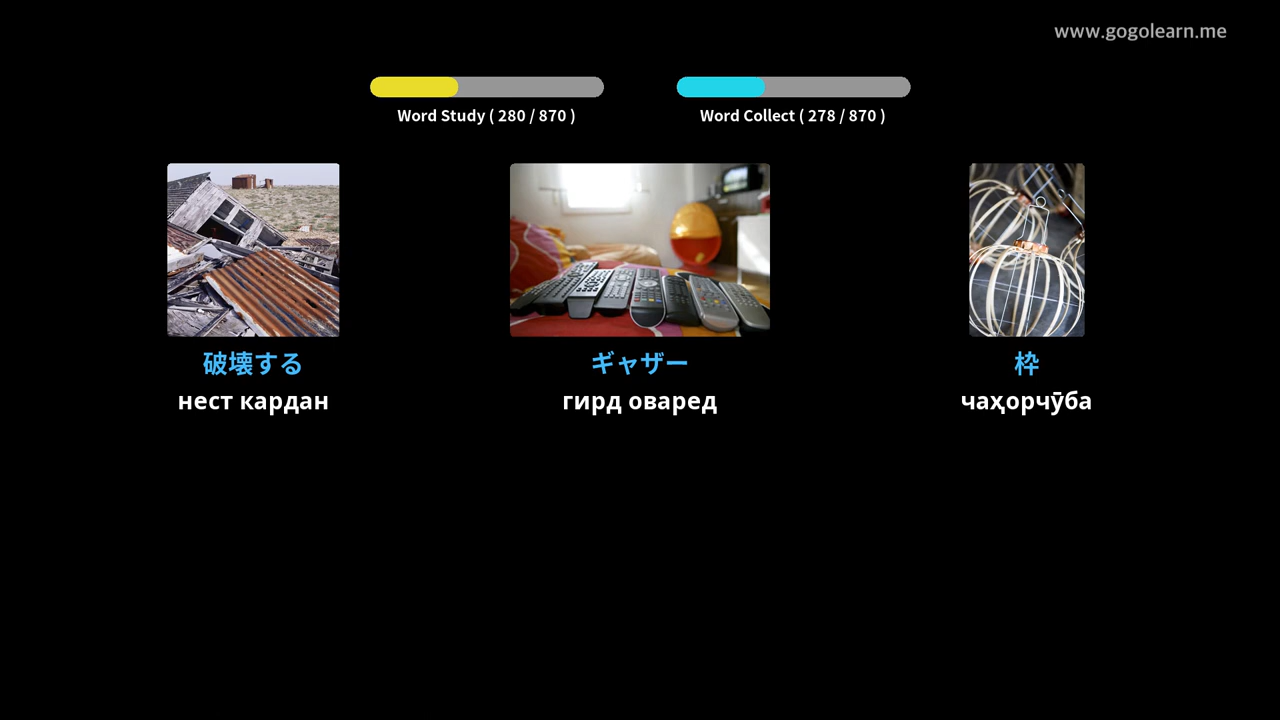 www.gogolearn.me
Word Study ( 280 / 870 )
Word Collect ( 278 / 870 )
破壊する
нест кардан
ギャザー
гирд оваред
枠
чаҳорчӯба